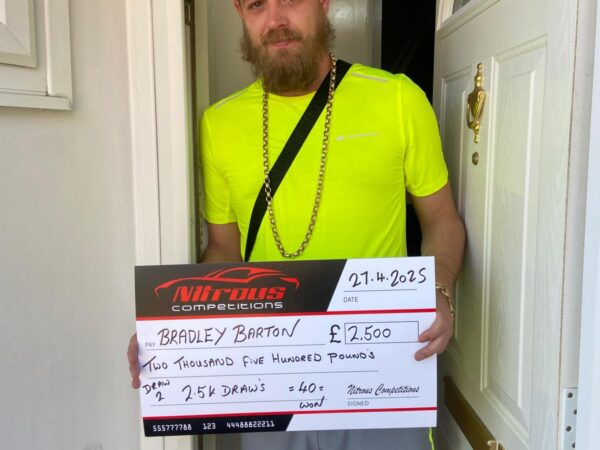 Nitrous
COMPETITIONS
27.4.2025
DATE
PAY BRADLEY BARTON £ 2,500
TWO THOUSAND FIVE HUNDRED POUND'S
DRAW 2 2.5K DRAW'S =40= WON
Nitrous Competitions
SIGNED
555777788 123 44488822211